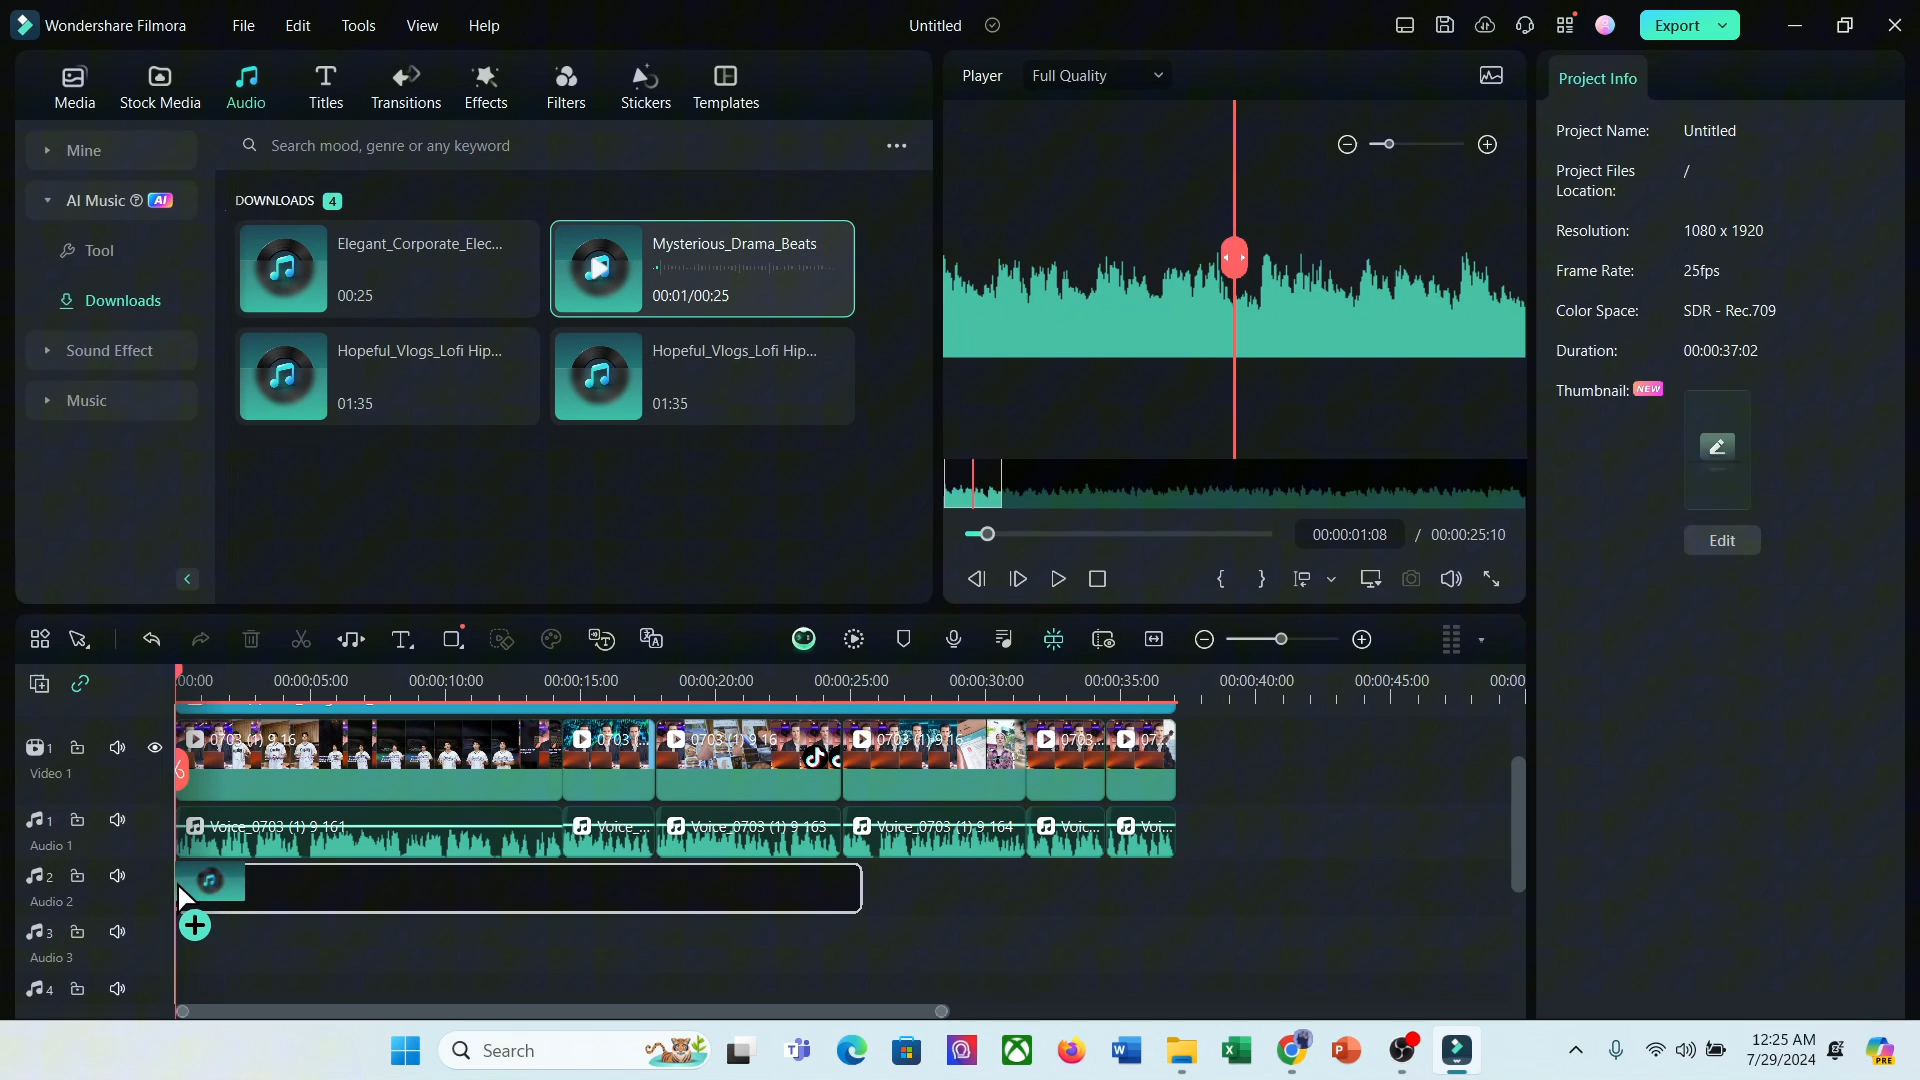 Wondershare Filmora File Edit Tools View Help Untitled Export
Media Stock Media Audio Titles Transitions Effects Filters Stickers Templates
Player Full Quality
Project Info
Mine
AI Music AI
Tool
Downloads
Sound Effect
Music
Search mood, genre or any keyword
DOWNLOADS 4
Elegant_Corporate_Elec...
00:25
Mysterious_Drama_Beats
00:01/00:25
Hopeful_Vlogs_Lofi Hip...
01:35
Hopeful_Vlogs_Lofi Hip...
01:35
00:00:01:08 / 00:00:25:10
Project Name: Untitled
Project Files Location: /
Resolution: 1080 x 1920
Frame Rate: 25fps
Color Space: SDR - Rec.709
Duration: 00:00:37:02
Thumbnail: NEW
Edit
:00:00 00:00:05:00 00:00:10:00 00:00:15:00 00:00:20:00 00:00:25:00 00:00:30:00 00:00:35:00 00:00:40:00 00:00:45:00 00:00
1
Video 1
0703 (1) 9 16 0703 (... 0703 (1) 9 16 0703 (1) 9 16 0703... 07...
1
Audio 1
Voice_0703 (1) 9 161 Voice_... Voice_0703 (1) 9 163 Voice_0703 (1) 9 164 Voic... Voi...
2
Audio 2
3
Audio 3
4
Search
12:25 AM
7/29/2024
PRE